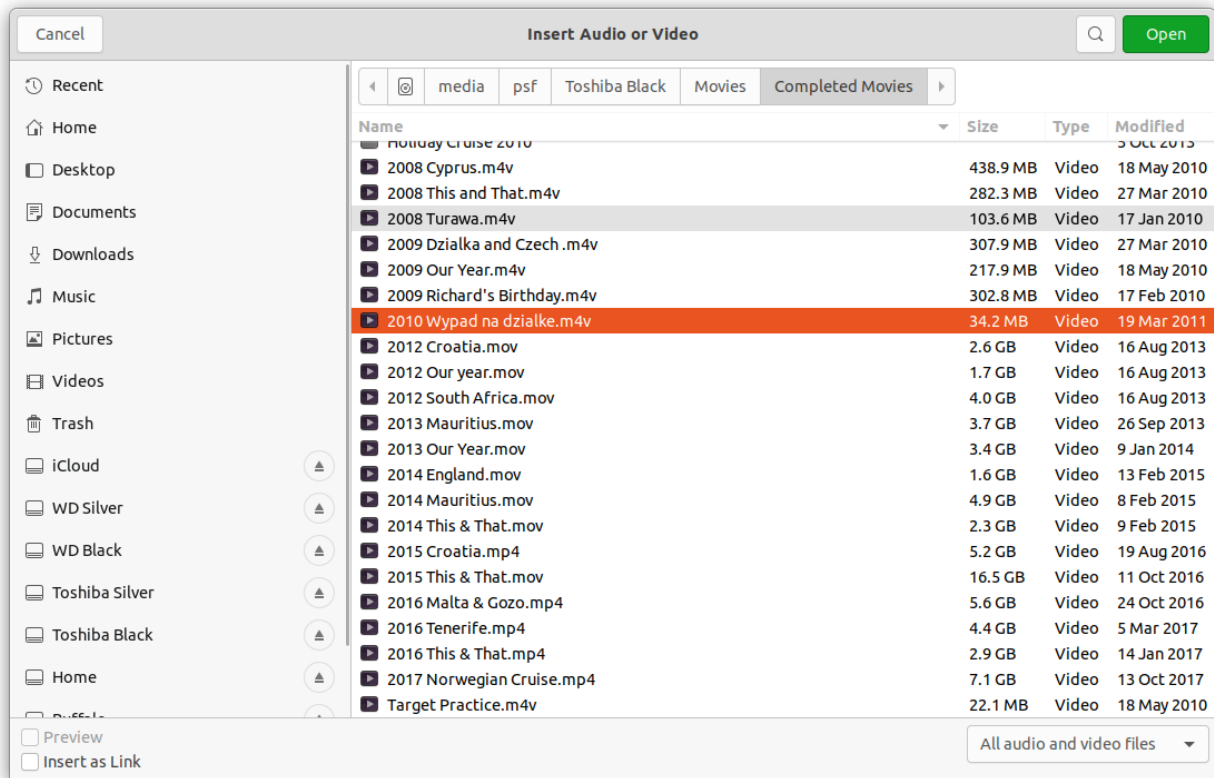 Cancel
Insert Audio or Video
Open
Recent
Home
Desktop
Documents
Downloads
Music
Pictures
Videos
Trash
iCloud
WD Silver
WD Black
Toshiba Silver
Toshiba Black
Home
media psf Toshiba Black Movies Completed Movies
Name Size Type Modified
Holiday Cruise 2010 5 Oct 2013
2008 Cyprus.m4v 438.9 MB Video 18 May 2010
2008 This and That.m4v 282.3 MB Video 27 Mar 2010
2008 Turawa.m4v 103.6 MB Video 17 Jan 2010
2009 Dzialka and Czech .m4v 307.9 MB Video 27 Mar 2010
2009 Our Year.m4v 217.9 MB Video 18 May 2010
2009 Richard's Birthday.m4v 302.8 MB Video 17 Feb 2010
2010 Wypad na dzialke.m4v 34.2 MB Video 19 Mar 2011
2012 Croatia.mov 2.6 GB Video 16 Aug 2013
2012 Our year.mov 1.7 GB Video 16 Aug 2013
2012 South Africa.mov 4.0 GB Video 16 Aug 2013
2013 Mauritius.mov 3.7 GB Video 26 Sep 2013
2013 Our Year.mov 3.4 GB Video 9 Jan 2014
2014 England.mov 1.6 GB Video 13 Feb 2015
2014 Mauritius.mov 4.9 GB Video 8 Feb 2015
2014 This & That.mov 2.3 GB Video 9 Feb 2015
2015 Croatia.mp4 5.2 GB Video 19 Aug 2016
2015 This & That.mov 16.5 GB Video 11 Oct 2016
2016 Malta & Gozo.mp4 5.6 GB Video 24 Oct 2016
2016 Tenerife.mp4 4.4 GB Video 5 Mar 2017
2016 This & That.mp4 2.9 GB Video 14 Jan 2017
2017 Norwegian Cruise.mp4 7.1 GB Video 13 Oct 2017
Target Practice.m4v 22.1 MB Video 18 May 2010
Preview
Insert as Link
All audio and video files